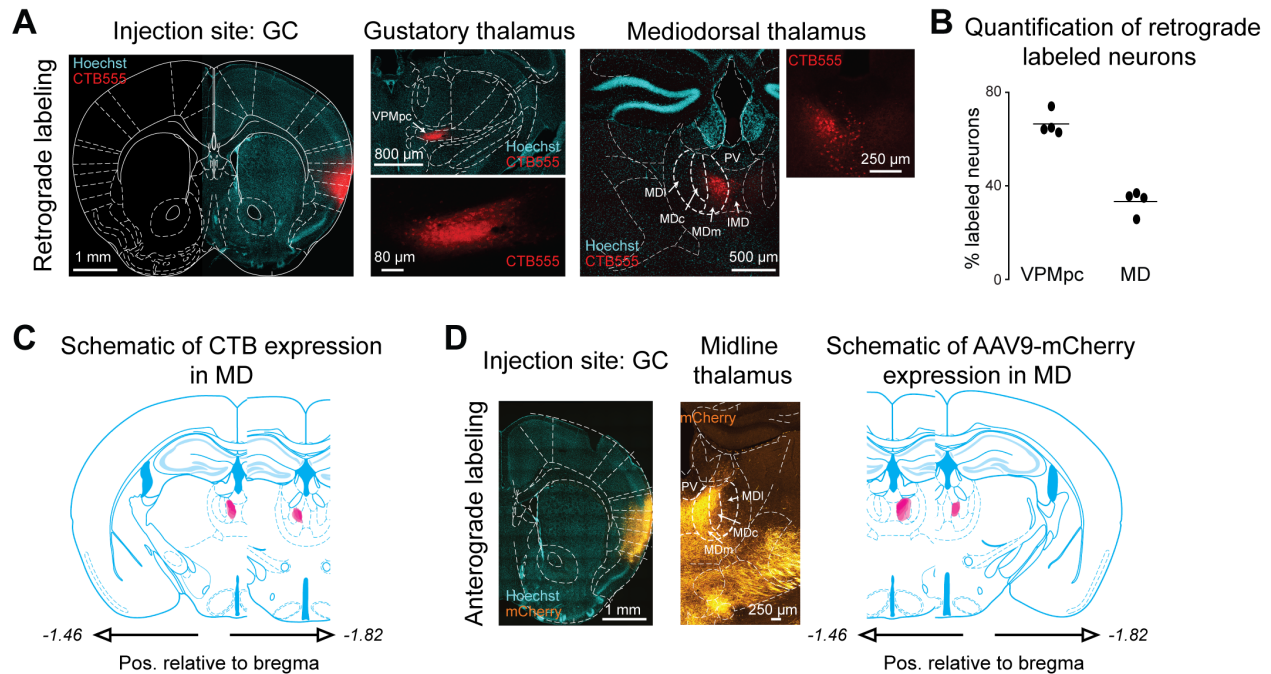 A
Retrograde labeling
Injection site: GC
Hoechst
CTB555
1 mm
Gustatory thalamus
VPMpc
800 µm
Hoechst
CTB555
80 µm
CTB555
Mediodorsal thalamus
PV
MDl
MDc
MDm
IMD
Hoechst
CTB555
500 µm
CTB555
250 µm
B
Quantification of retrograde
labeled neurons
% labeled neurons
80
40
0
VPMpc
MD
C
Schematic of CTB expression
in MD
-1.46
-1.82
Pos. relative to bregma
D
Anterograde labeling
Injection site: GC
Hoechst
mCherry
1 mm
Midline
thalamus
mCherry
PV
MDl
MDc
MDm
250 µm
Schematic of AAV9-mCherry
expression in MD
-1.46
-1.82
Pos. relative to bregma